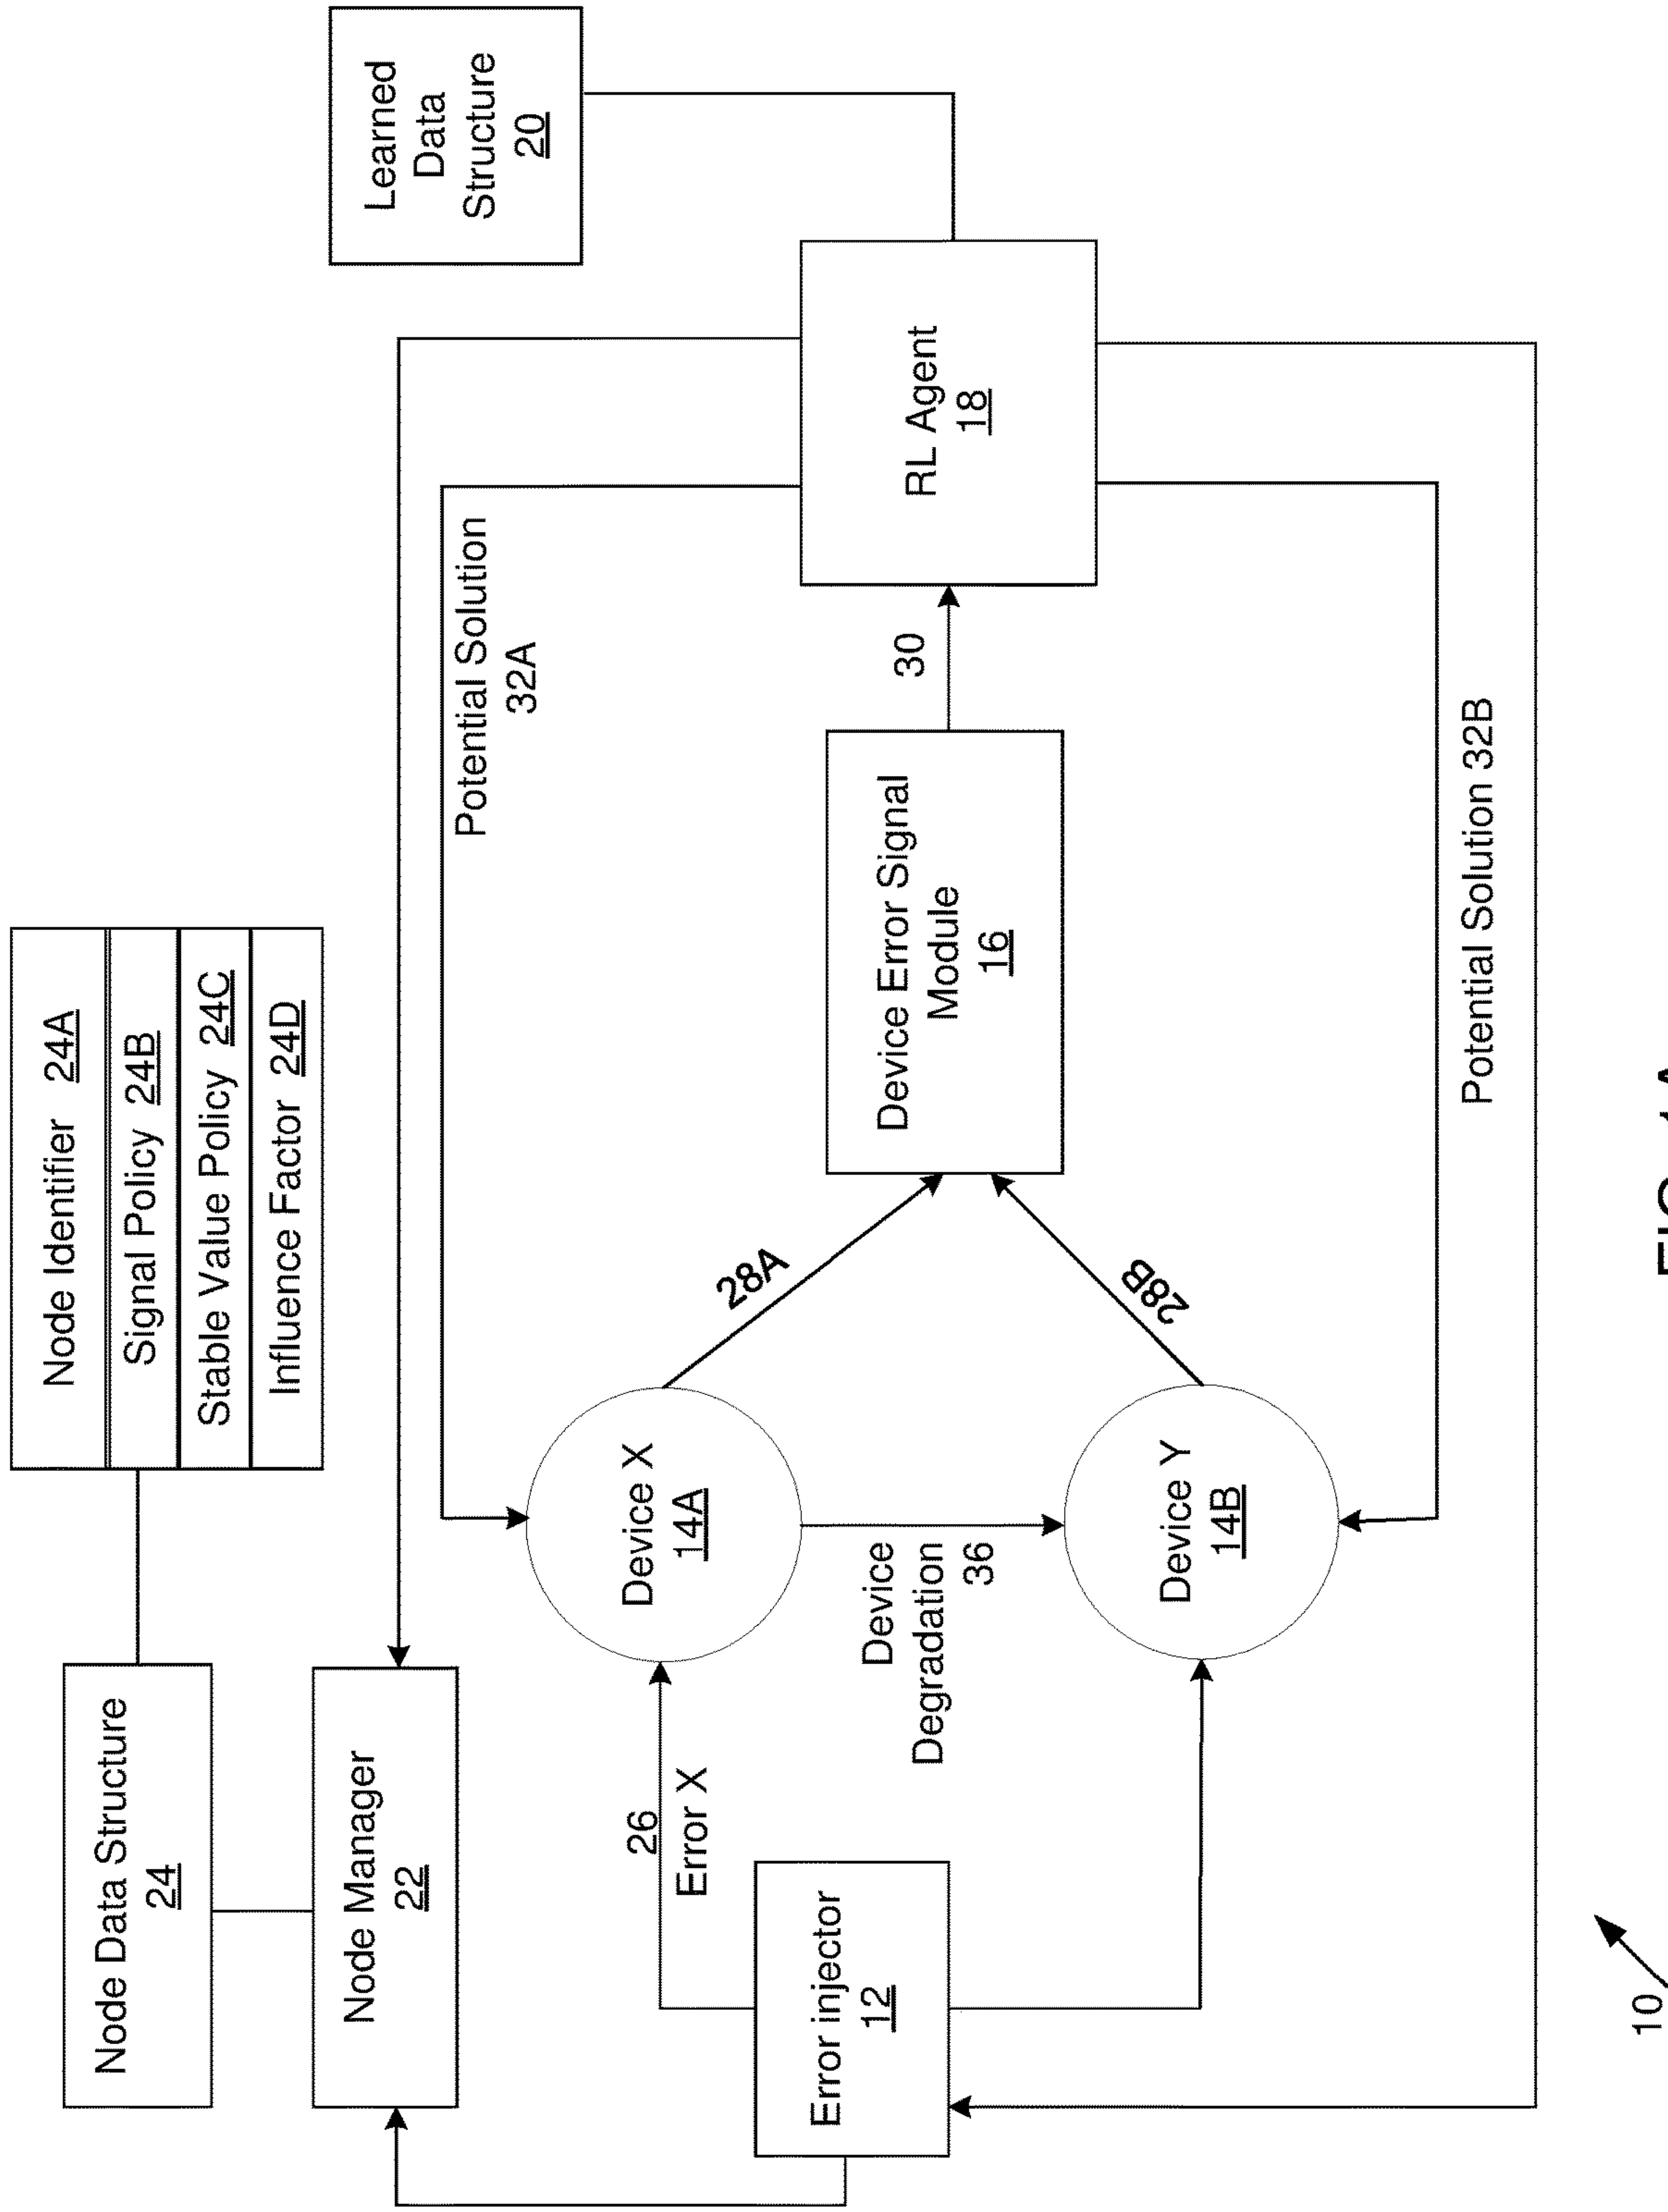 Node Data Structure
24
Node Identifier 24A
Signal Policy 24B
Stable Value Policy 24C
Influence Factor 24D
Node Manager
22
Learned
Data
Structure
20
Potential Solution
32A
26
Error X
Device X
14A
28A
Error injector
12
Device
Degradation
36
Device Error Signal
Module
16
30
RL Agent
18
Device Y
14B
28B
Potential Solution 32B
10